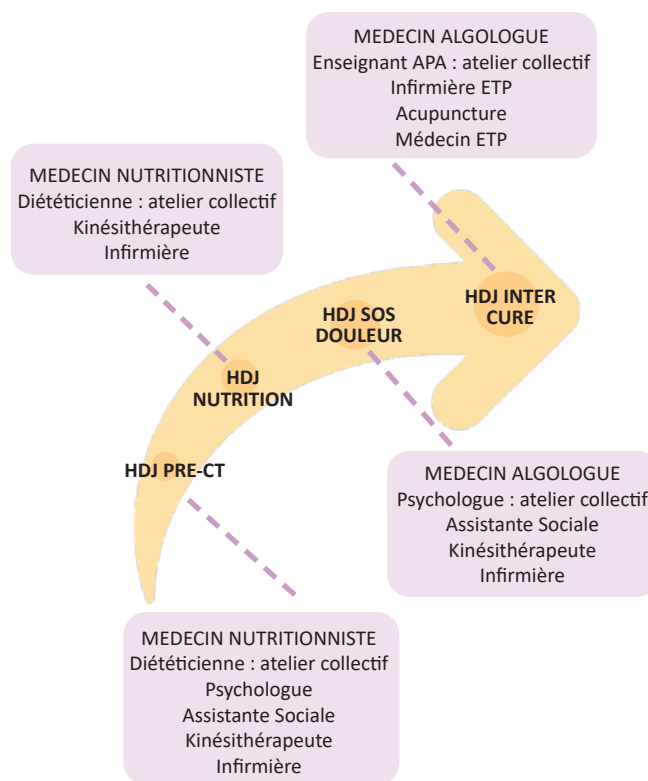 MEDECIN ALGOLOGUE
Enseignant APA : atelier collectif
Infirmière ETP
Acupuncture
Médecin ETP
MEDECIN NUTRITIONNISTE
Diététicienne : atelier collectif
Kinésithérapeute
Infirmière
HDJ INTER
CURE
HDJ SOS
DOULEUR
HDJ
NUTRITION
HDJ PRE-CT
MEDECIN ALGOLOGUE
Psychologue : atelier collectif
Assistante Sociale
Kinésithérapeute
Infirmière
MEDECIN NUTRITIONNISTE
Diététicienne : atelier collectif
Psychologue
Assistante Sociale
Kinésithérapeute
Infirmière